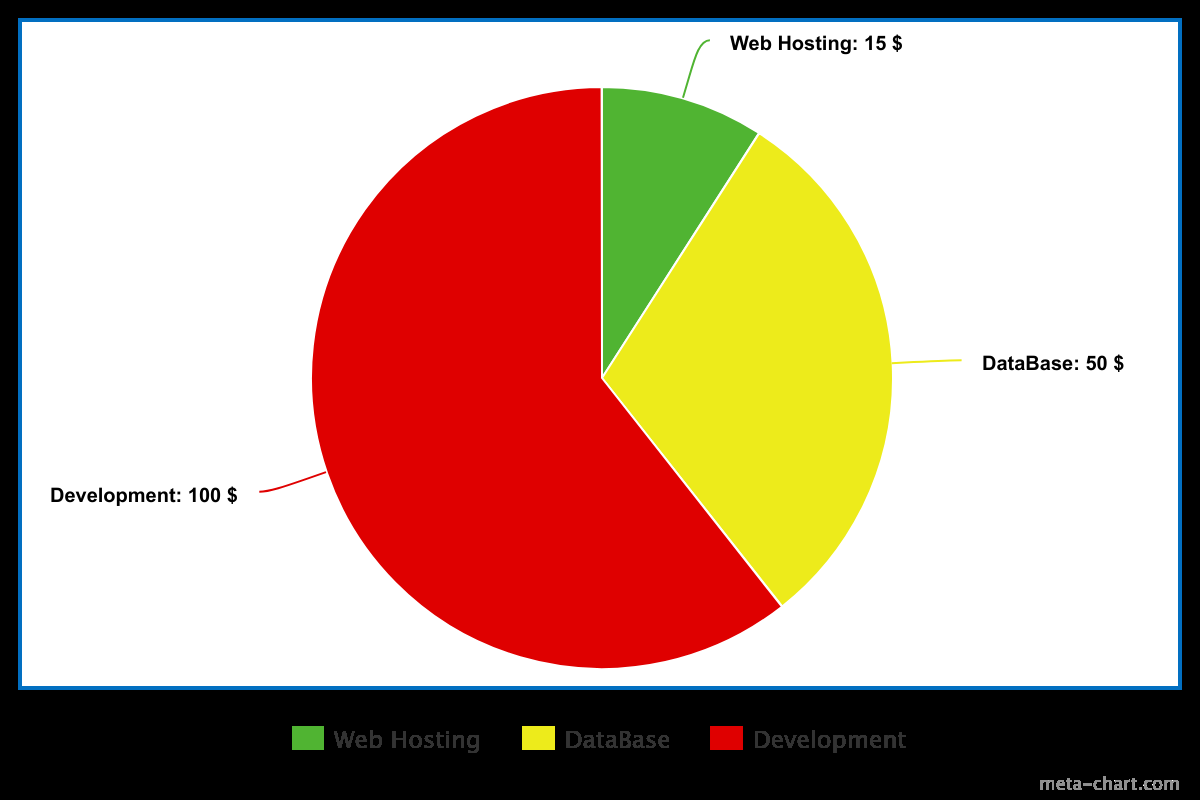 Web Hosting: 15 $
DataBase: 50 $
Development: 100 $
Web Hosting DataBase Development
meta-chart.com